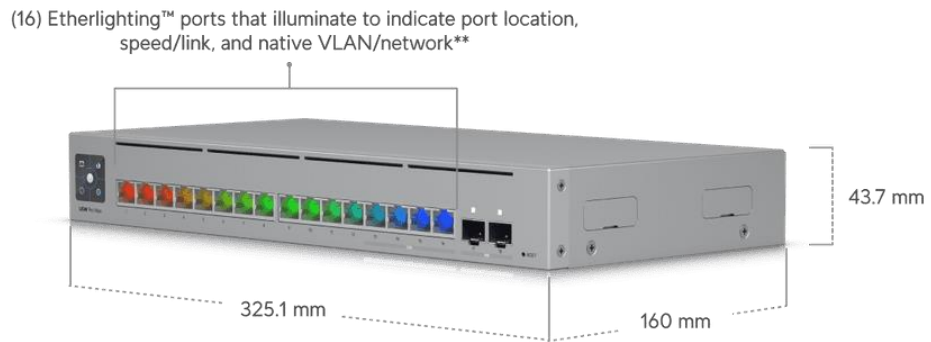 (16) Etherlighting™ ports that illuminate to indicate port location,
speed/link, and native VLAN/network**
43.7 mm
325.1 mm
160 mm